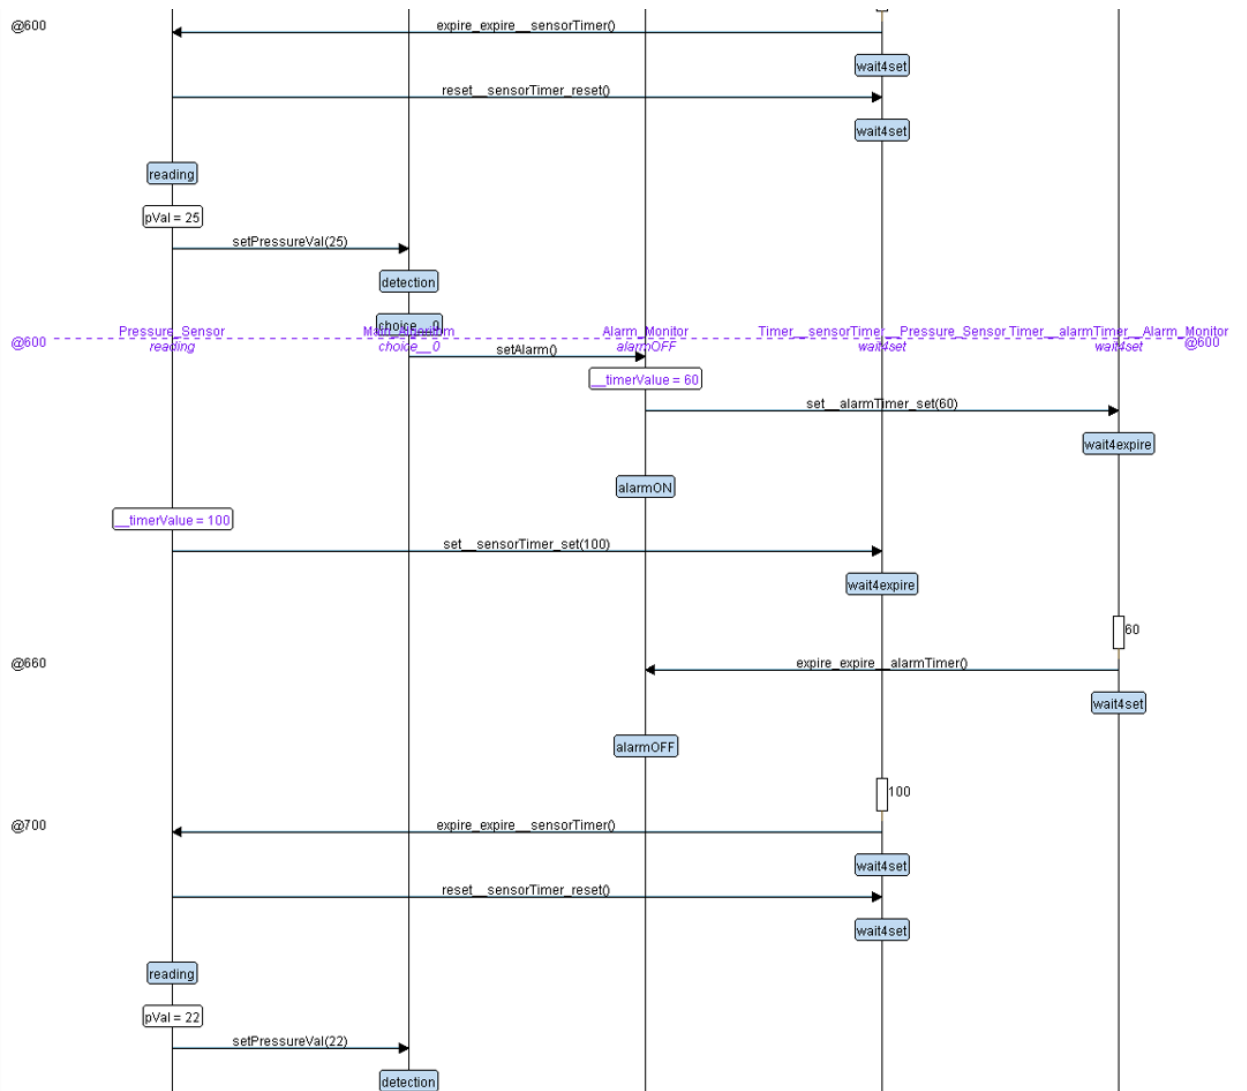 @600
expire_expire__sensorTimer()
wait4set
reset__sensorTimer_reset()
wait4set
reading
pVal = 25
setPressureVal(25)
detection
choice__0
Pressure_Sensor Main_Algorithm Alarm_Monitor Timer__sensorTimer__Pressure_Sensor Timer__alarmTimer__Alarm_Monitor
@600 reading choice__0 alarmOFF wait4set wait4set @600
setAlarm()
__timerValue = 60
set__alarmTimer_set(60)
wait4expire
alarmON
__timerValue = 100
set__sensorTimer_set(100)
wait4expire
60
@660
expire_expire__alarmTimer()
wait4set
alarmOFF
100
@700
expire_expire__sensorTimer()
wait4set
reset__sensorTimer_reset()
wait4set
reading
pVal = 22
setPressureVal(22)
detection